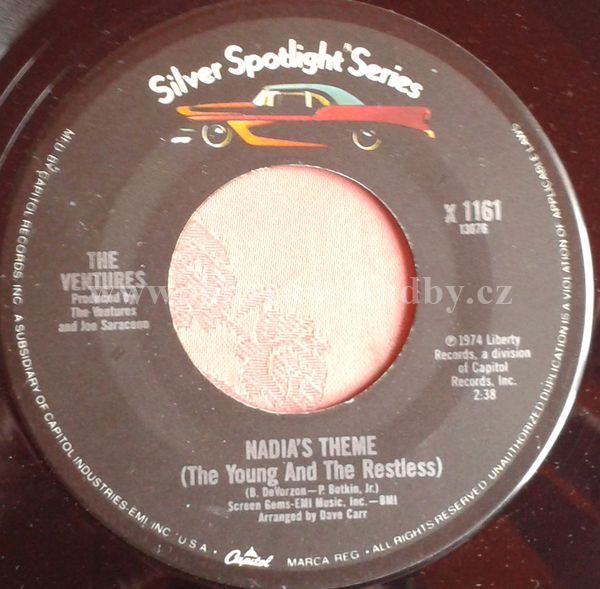 Silver Spotlight Series
X 1161
13076
THE
VENTURES
Produced by
The Ventures
and Joe Saraceno
℗ 1974 Liberty
Records, a division
of Capitol
Records, Inc.
2:38
NADIA'S THEME
(The Young And The Restless)
(B. DeVorzon—P. Botkin, Jr.)
Screen Gems-EMI Music, Inc.—BMI
Arranged by Dave Carr
MFD BY CAPITOL RECORDS, INC. A SUBSIDIARY OF CAPITOL INDUSTRIES-EMI, INC. U.S.A. • Capitol MARCA REG. • ALL RIGHTS RESERVED UNAUTHORIZED DUPLICATION IS A VIOLATION OF APPLICABLE LAWS